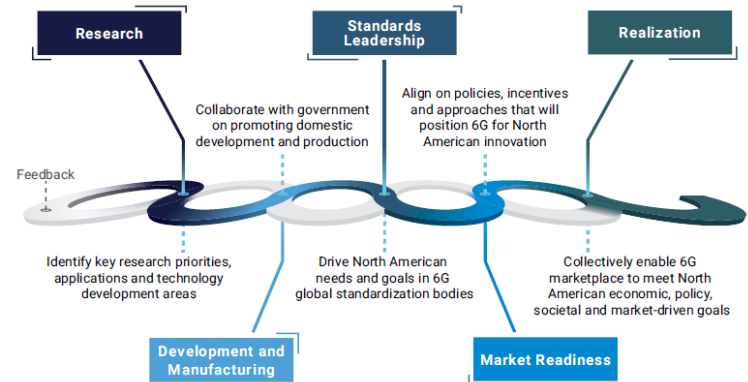 Research
Standards
Leadership
Realization
Collaborate with government
on promoting domestic
development and production
Align on policies, incentives
and approaches that will
position 6G for North
American innovation
Feedback
Identify key research priorities,
applications and technology
development areas
Drive North American
needs and goals in 6G
global standardization bodies
Collectively enable 6G
marketplace to meet North
American economic, policy,
societal and market-driven goals
Development and
Manufacturing
Market Readiness